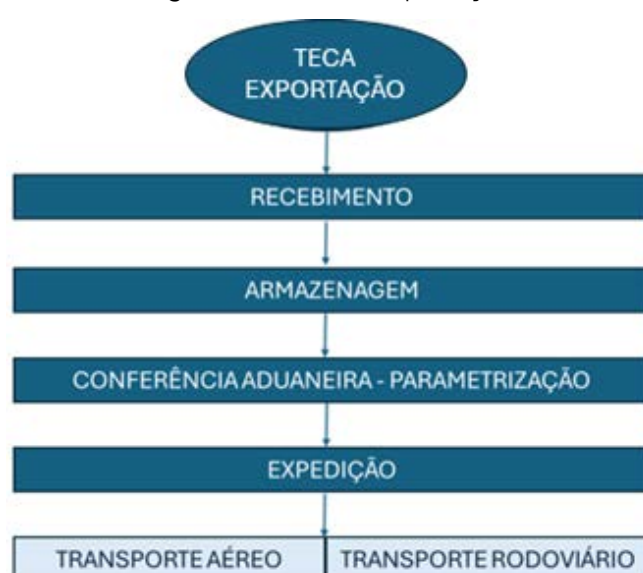 TECA
EXPORTAÇÃO
RECEBIMENTO
ARMAZENAGEM
CONFERÊNCIA ADUANEIRA - PARAMETRIZAÇÃO
EXPEDIÇÃO
TRANSPORTE AÉREO TRANSPORTE RODOVIÁRIO